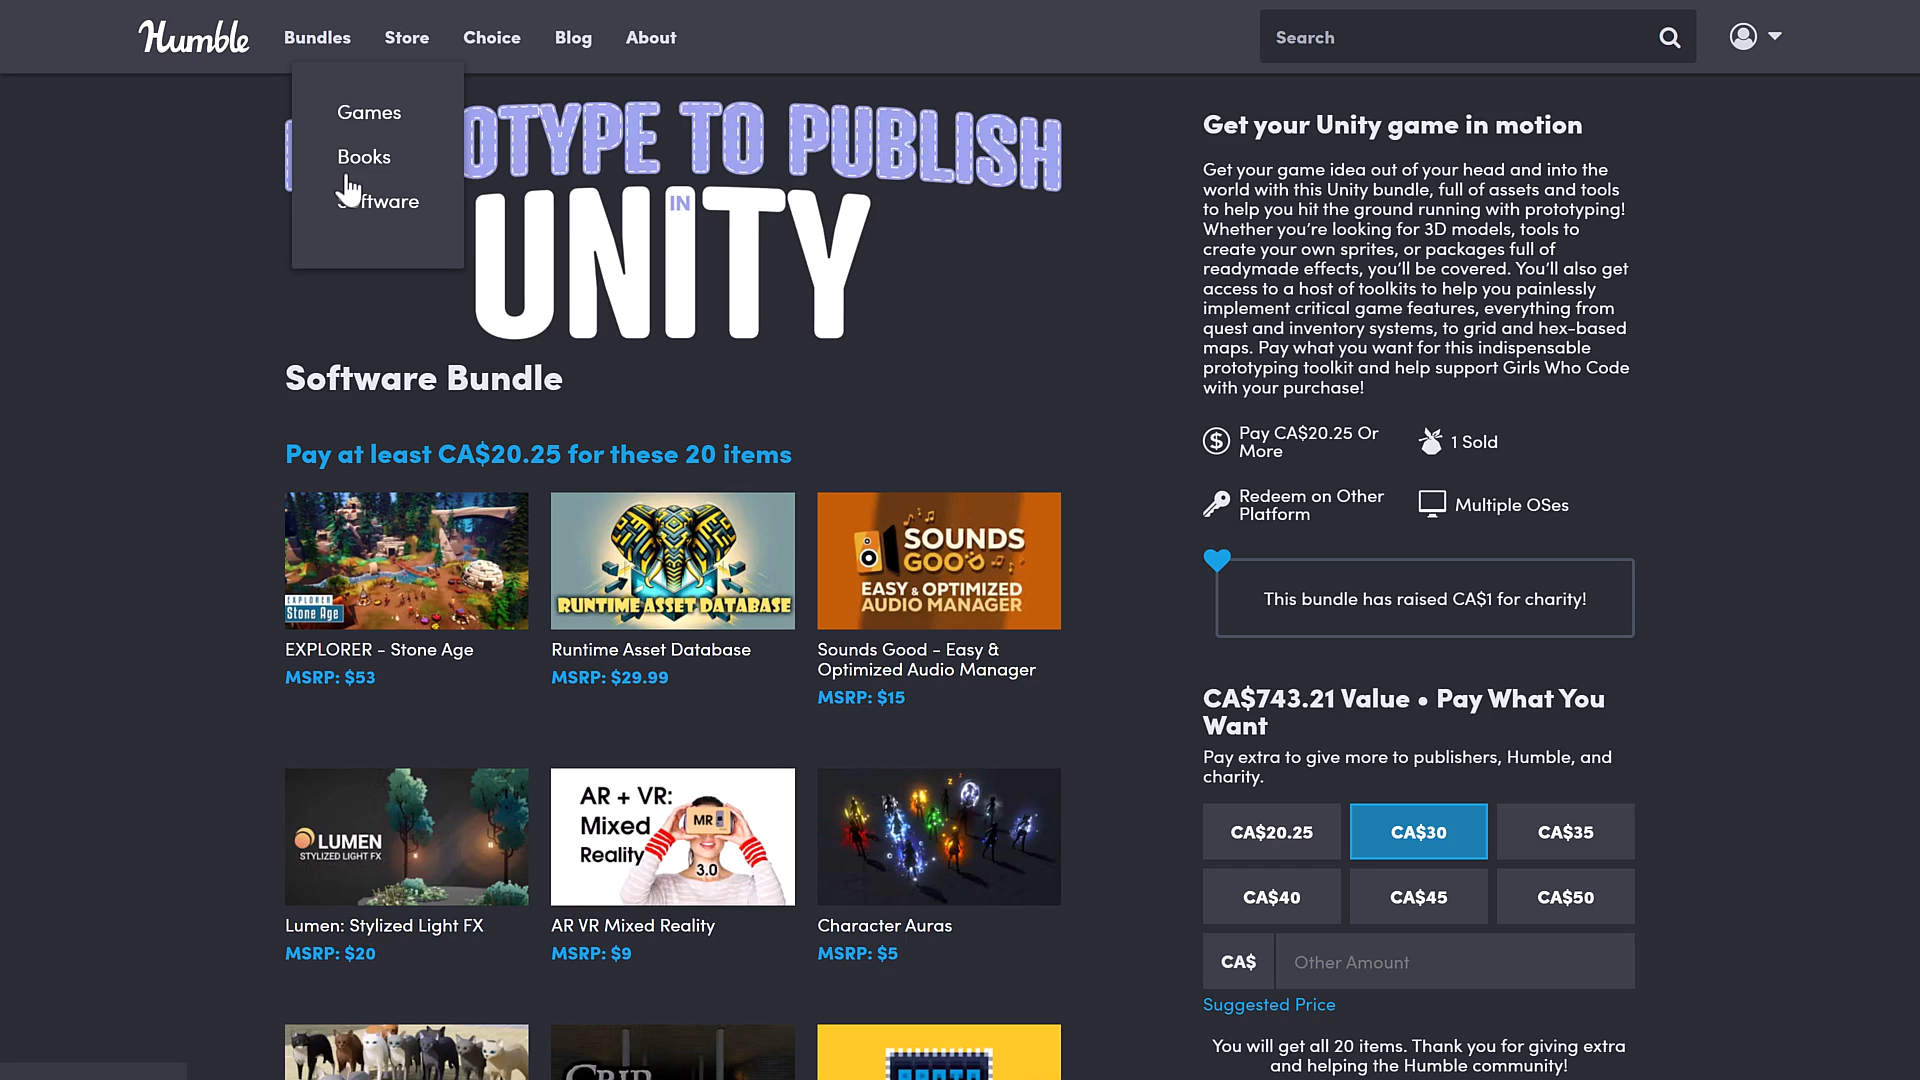 Humble
Bundles
Store
Choice
Blog
About
Search
Games
Books
Software
OTYPE TO PUBLISH
IN
UNITY
Software Bundle
Pay at least CA$20.25 for these 20 items
EXPLORER
Stone Age
RUNTIME ASSET DATABASE
SOUNDS
GOOD
EASY & OPTIMIZED
AUDIO MANAGER
EXPLORER - Stone Age
MSRP: $53
Runtime Asset Database
MSRP: $29.99
Sounds Good - Easy &
Optimized Audio Manager
MSRP: $15
LUMEN
STYLIZED LIGHT FX
AR + VR:
Mixed
Reality
MR
3.0
Lumen: Stylized Light FX
MSRP: $20
AR VR Mixed Reality
MSRP: $9
Character Auras
MSRP: $5
Get your Unity game in motion
Get your game idea out of your head and into the
world with this Unity bundle, full of assets and tools
to help you hit the ground running with prototyping!
Whether you're looking for 3D models, tools to
create your own sprites, or packages full of
readymade effects, you'll be covered. You'll also get
access to a host of toolkits to help you painlessly
implement critical game features, everything from
quest and inventory systems, to grid and hex-based
maps. Pay what you want for this indispensable
prototyping toolkit and help support Girls Who Code
with your purchase!
Pay CA$20.25 Or
More
1 Sold
Redeem on Other
Platform
Multiple OSes
This bundle has raised CA$1 for charity!
CA$743.21 Value • Pay What You
Want
Pay extra to give more to publishers, Humble, and
charity.
CA$20.25
CA$30
CA$35
CA$40
CA$45
CA$50
CA$
Other Amount
Suggested Price
You will get all 20 items. Thank you for giving extra
and helping the Humble community!